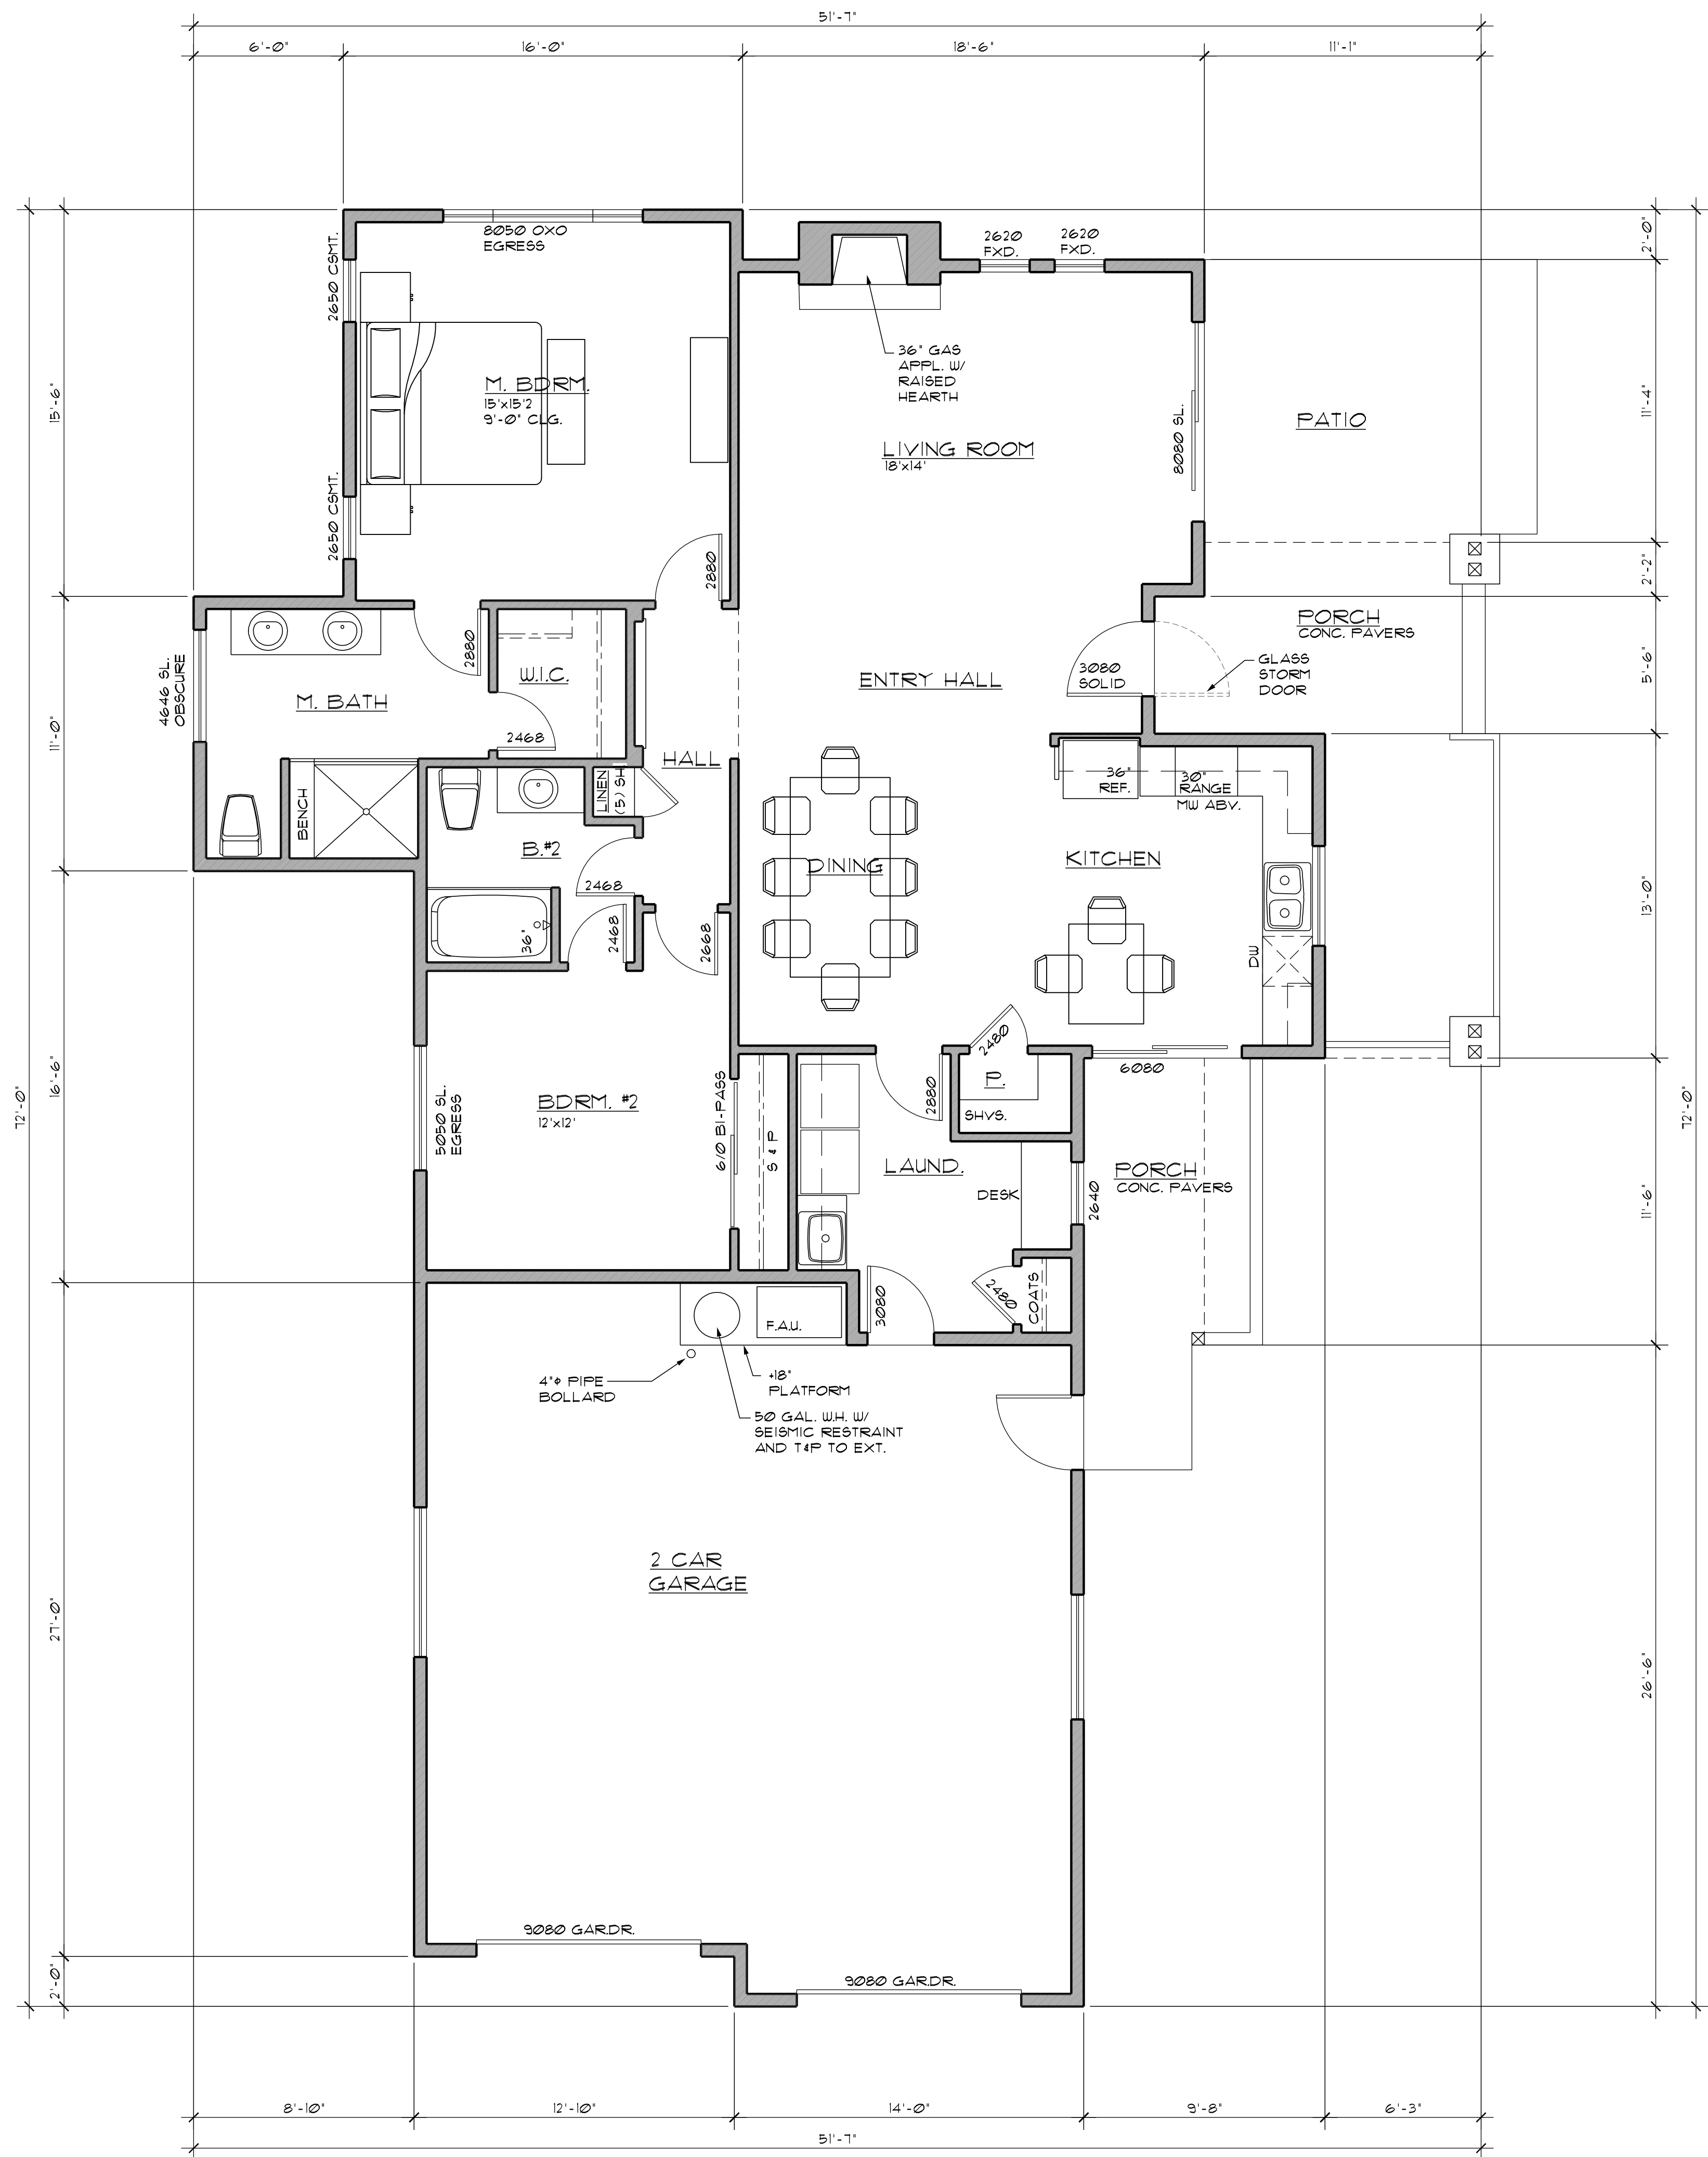 51'-7"
6'-0"
16'-0"
18'-6"
11'-1"
8050 OXO
EGRESS
2650 CSMT.
2620
FXD.
2620
FXD.
2'-0"
36" GAS
APPL. W/
RAISED
HEARTH
M. BDRM.
15'x15'2
9'-0" CLG.
15'-6"
LIVING ROOM
18'x14'
8080 SL.
PATIO
11'-4"
2650 CSMT.
2880
2'-2"
PORCH
CONC. PAVERS
4646 SL.
OBSCURE
2880
W.I.C.
M. BATH
ENTRY HALL
3080
SOLID
GLASS
STORM
DOOR
5'-6"
11'-0"
2468
HALL
BENCH
LINEN
(5) SH
36"
REF.
30"
RANGE
MW ABV.
B.#2
DINING
KITCHEN
2468
13'-0"
36"
2468
2668
DW
2480
6080
72'-0"
16'-6"
5050 SL.
EGRESS
BDRM. #2
12'x12'
6/0 BI-PASS
S & P
2880
P.
SHVS.
72'-0"
LAUND.
DESK
2640
PORCH
CONC. PAVERS
11'-6"
F.A.U.
3080
2480
COATS
4"ϕ PIPE
BOLLARD
+18"
PLATFORM
50 GAL. W.H. W/
SEISMIC RESTRAINT
AND T&P TO EXT.
2 CAR
GARAGE
27'-0"
26'-6"
9080 GAR.DR.
9080 GAR.DR.
2'-0"
8'-10"
12'-10"
14'-0"
9'-8"
6'-3"
51'-7"